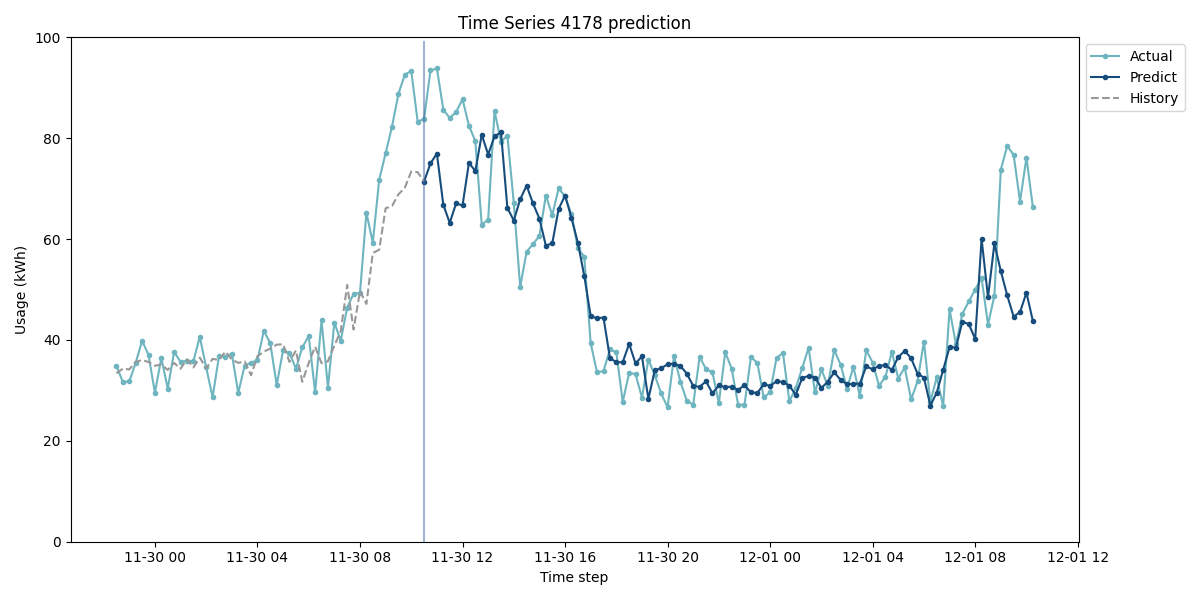 Time Series 4178 prediction
Usage (kWh)
100
80
60
40
20
0
11-30 00
11-30 04
11-30 08
11-30 12
11-30 16
11-30 20
12-01 00
12-01 04
12-01 08
12-01 12
Time step
Actual
Predict
History